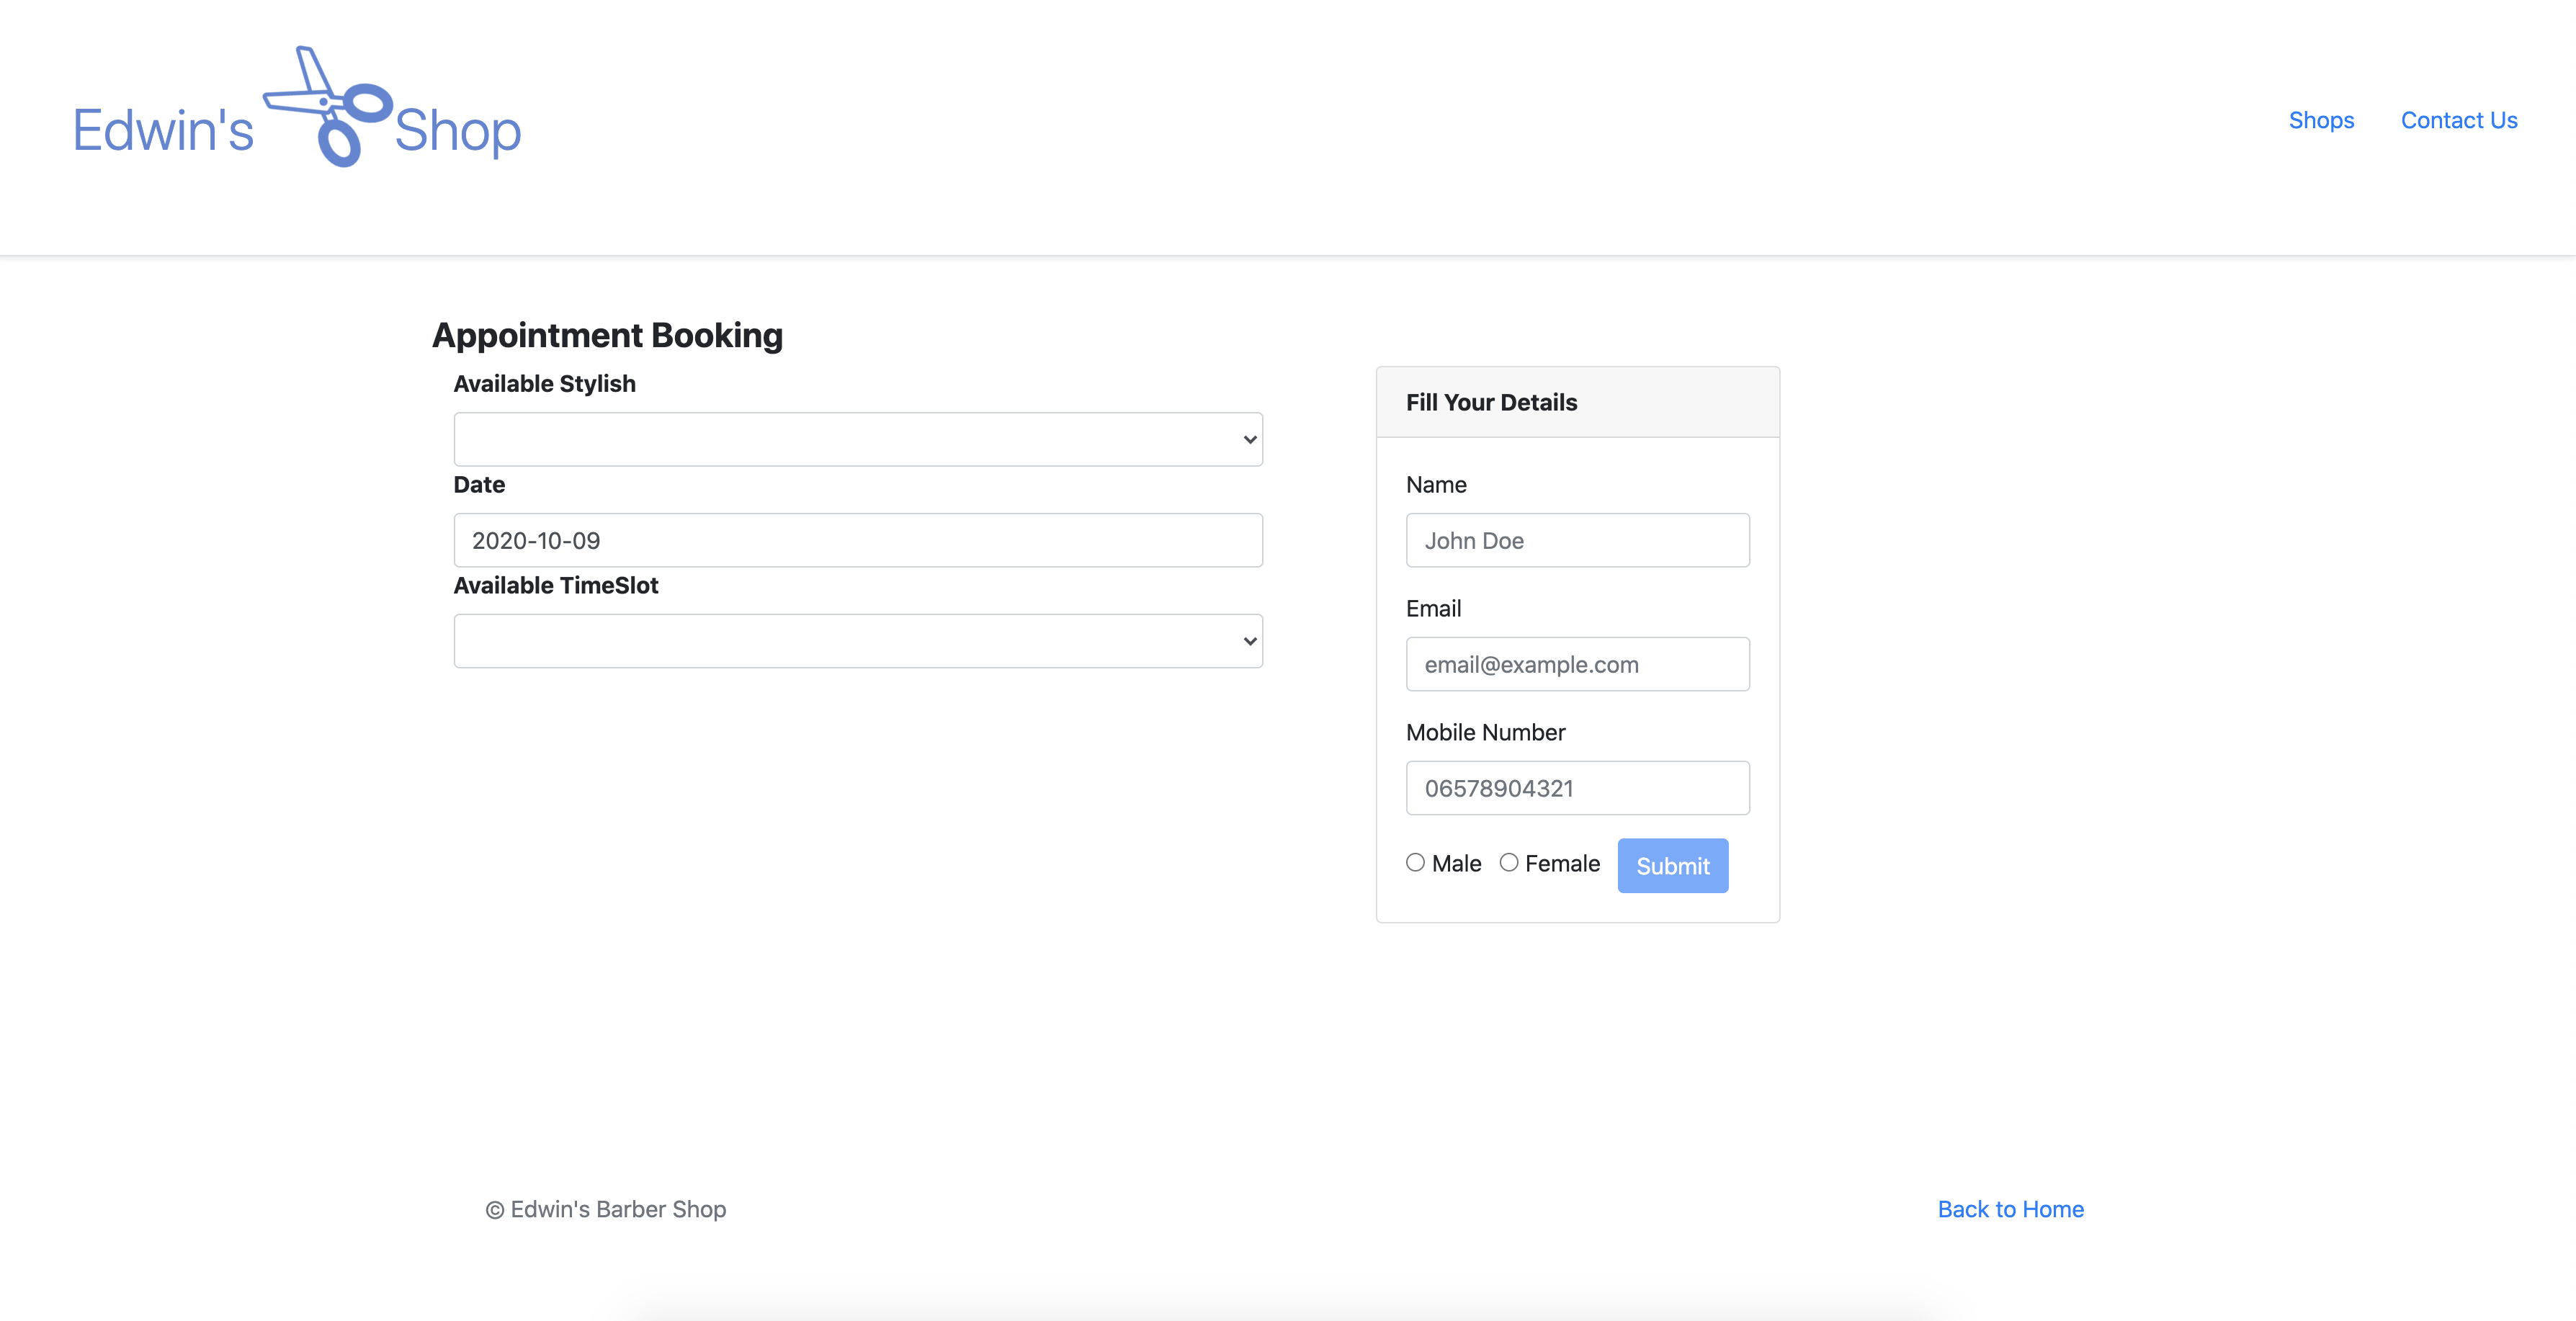 Edwin's Shop
Shops Contact Us
Appointment Booking
Available Stylish
Date
2020-10-09
Available TimeSlot
Fill Your Details
Name
John Doe
Email
email@example.com
Mobile Number
06578904321
Male Female Submit
© Edwin's Barber Shop
Back to Home